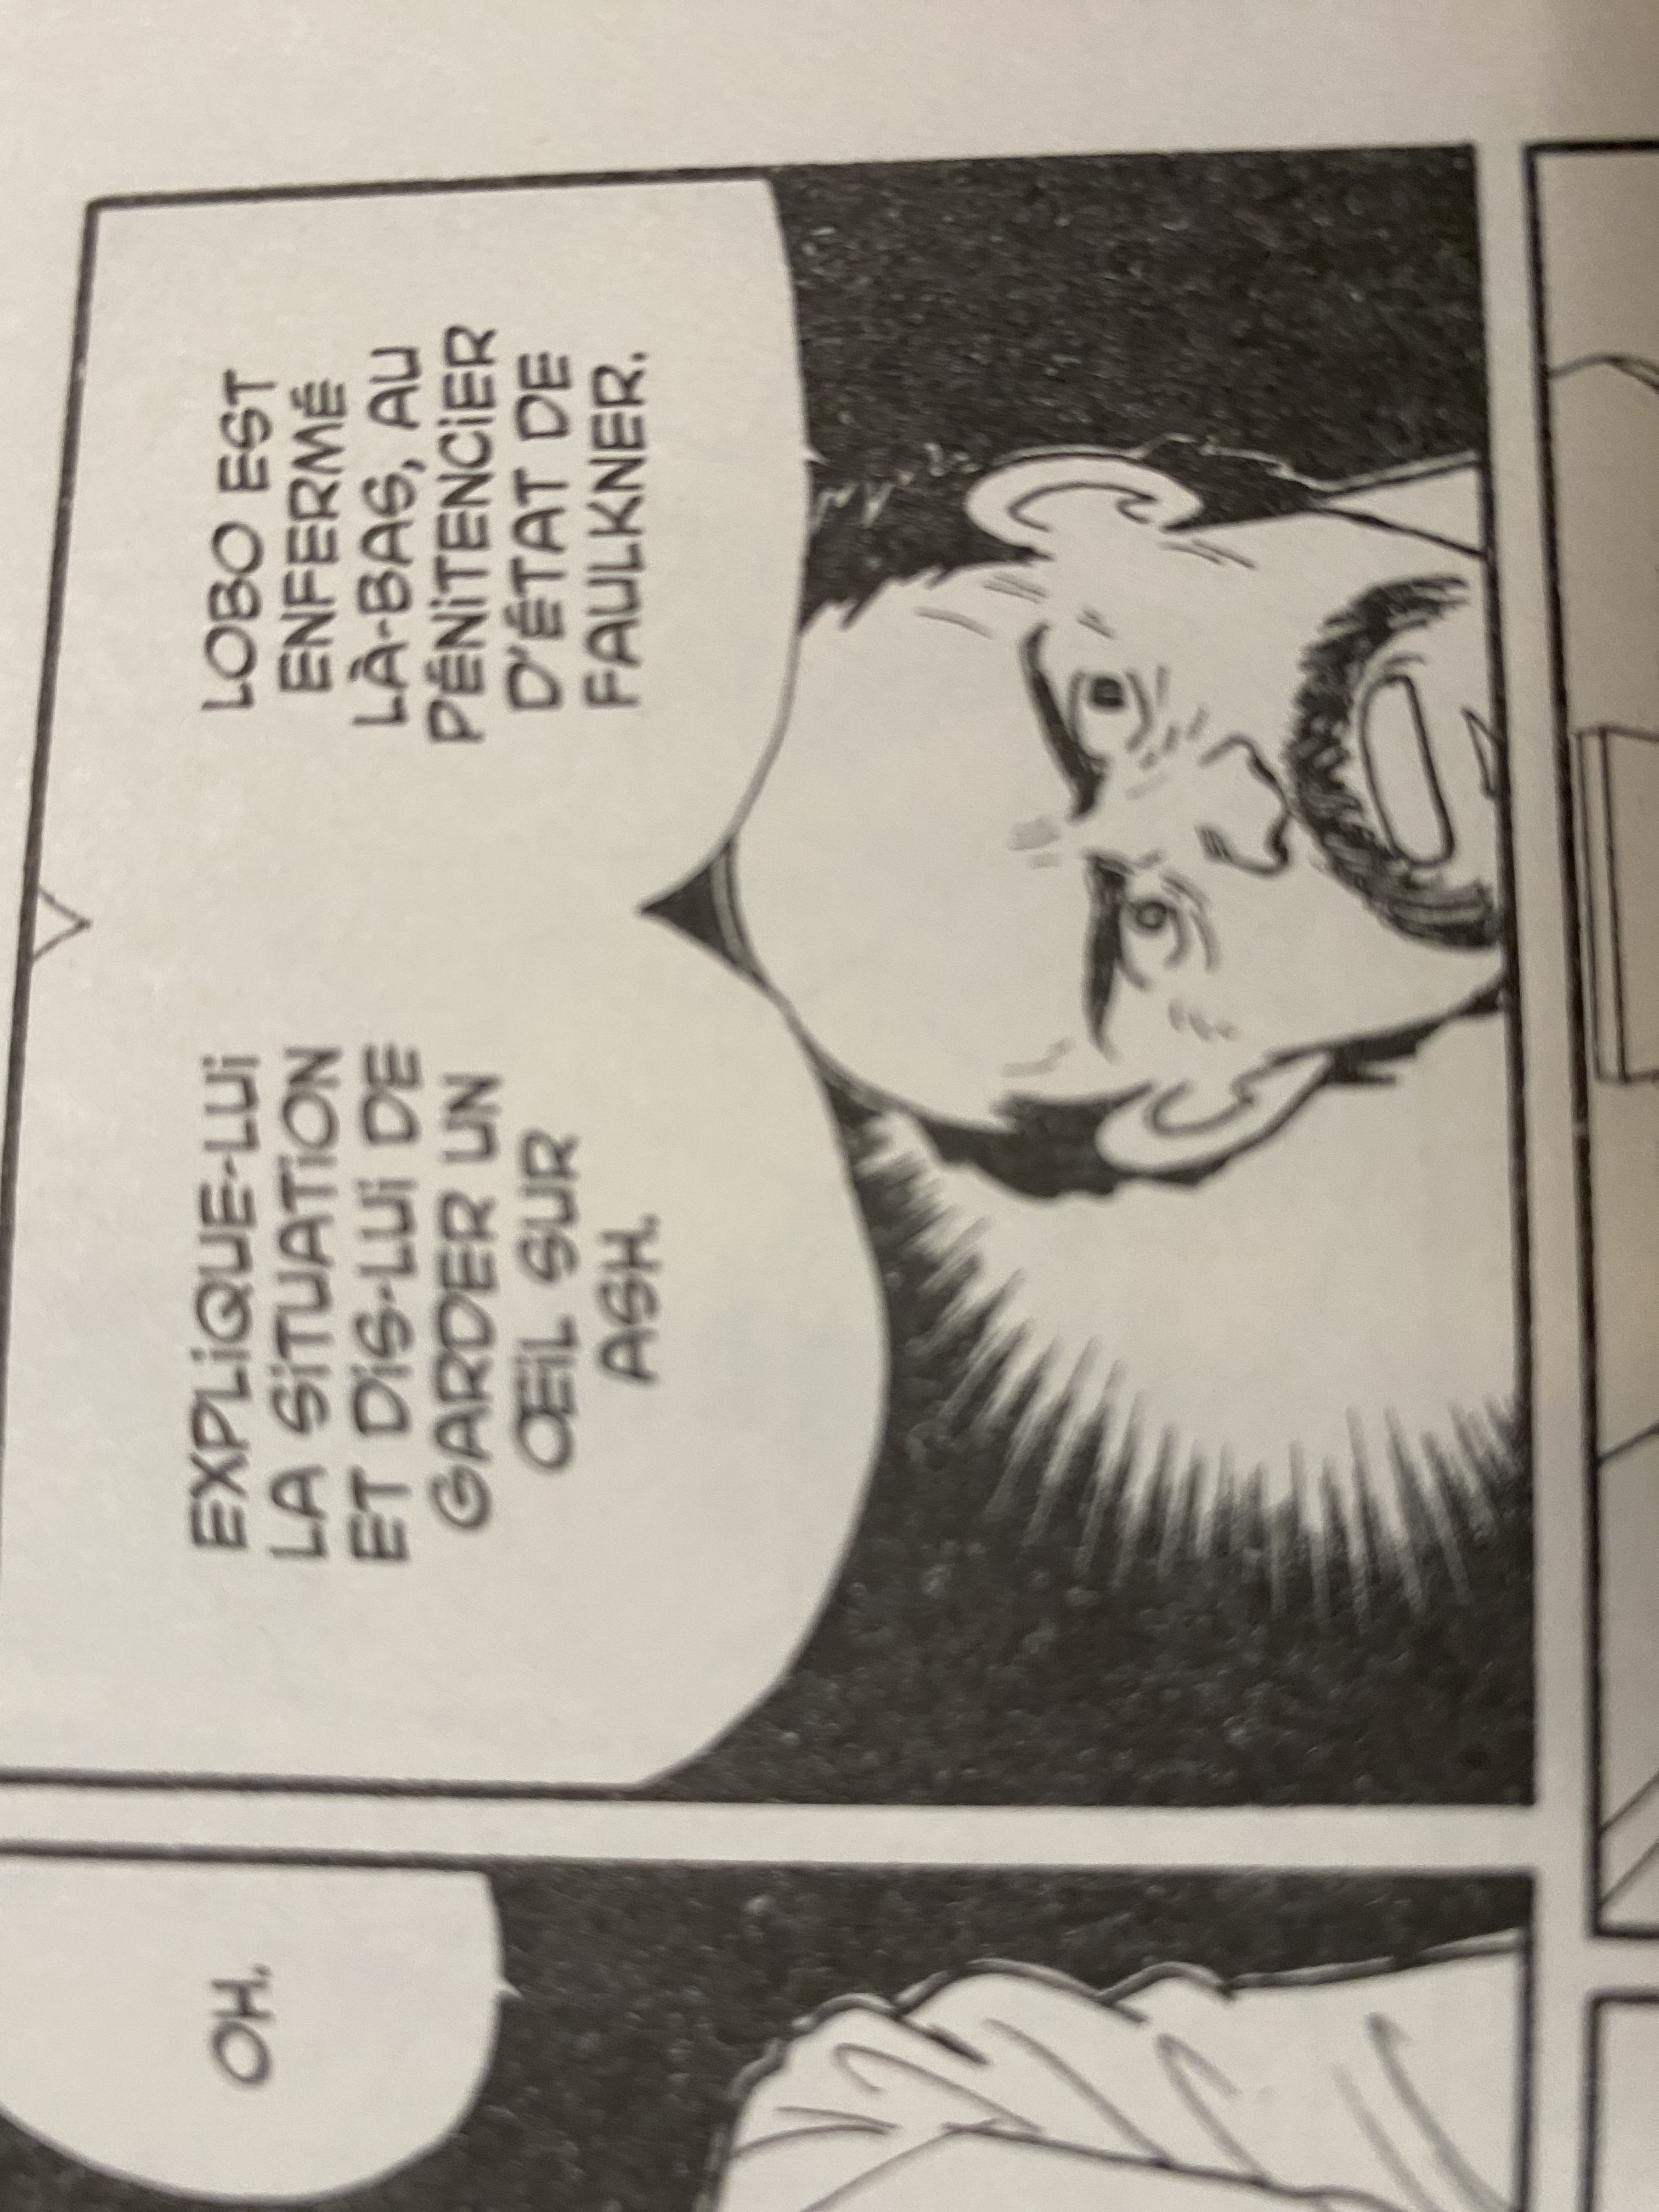 LOBO EST
ENFERMÉ
LÀ-BAS, AU
PÉNITENCIER
D'ÉTAT DE
FAULKNER.
EXPLIQUE-LUI
LA SITUATION
ET DIS-LUI DE
GARDER UN
ŒIL SUR
ASH.
OH.